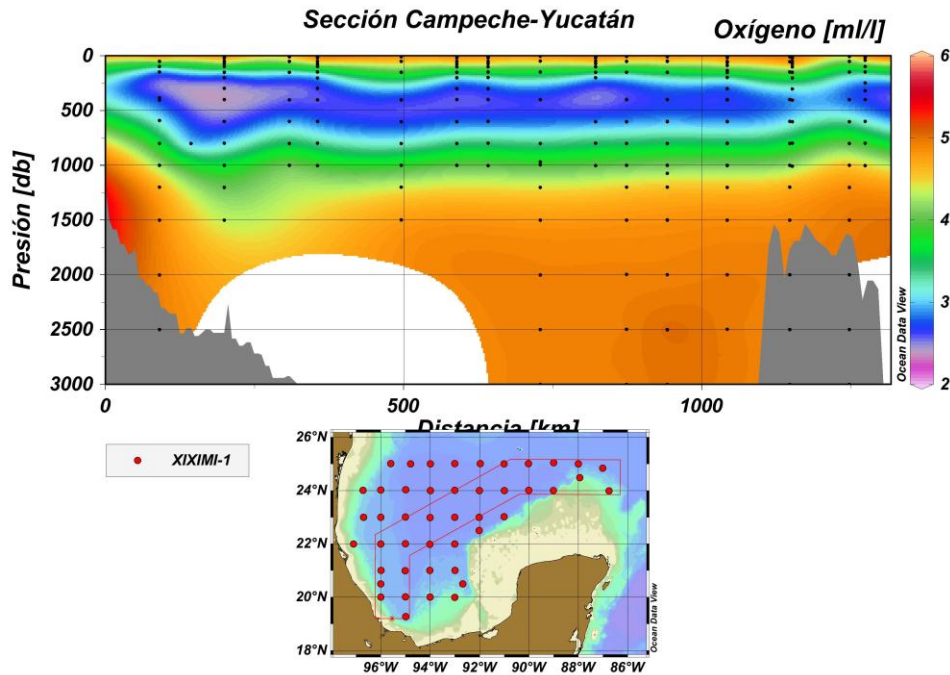 Sección Campeche-Yucatán
Oxígeno [ml/l]
Presión [db]
0
500
1000
1500
2000
2500
3000
0
500
1000
Distancia [km]
6
5
4
3
2
Ocean Data View
XIXIMI-1
26°N
24°N
22°N
20°N
18°N
96°W
94°W
92°W
90°W
88°W
86°W
Ocean Data View